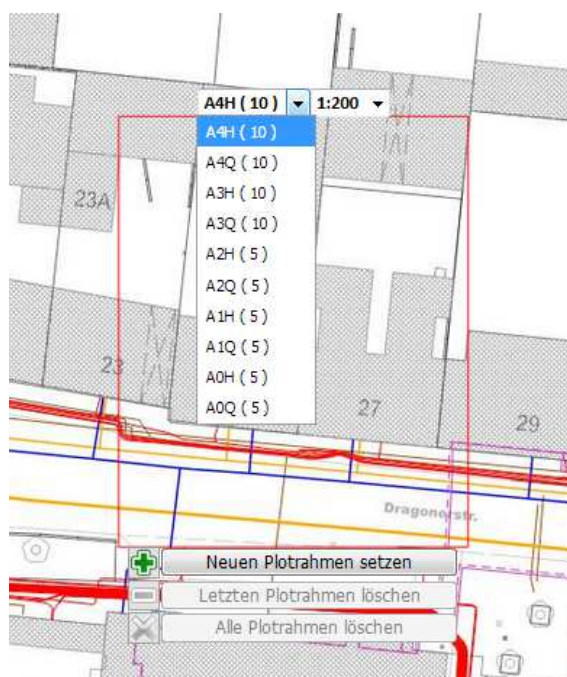 A4H ( 10 ) 1:200
A4H ( 10 )
A4Q ( 10 )
A3H ( 10 )
A3Q ( 10 )
A2H ( 5 )
A2Q ( 5 )
A1H ( 5 )
A1Q ( 5 )
A0H ( 5 )
A0Q ( 5 )
23A
23
27
29
Dragonerstr.
Neuen Plotrahmen setzen
Letzten Plotrahmen löschen
Alle Plotrahmen löschen